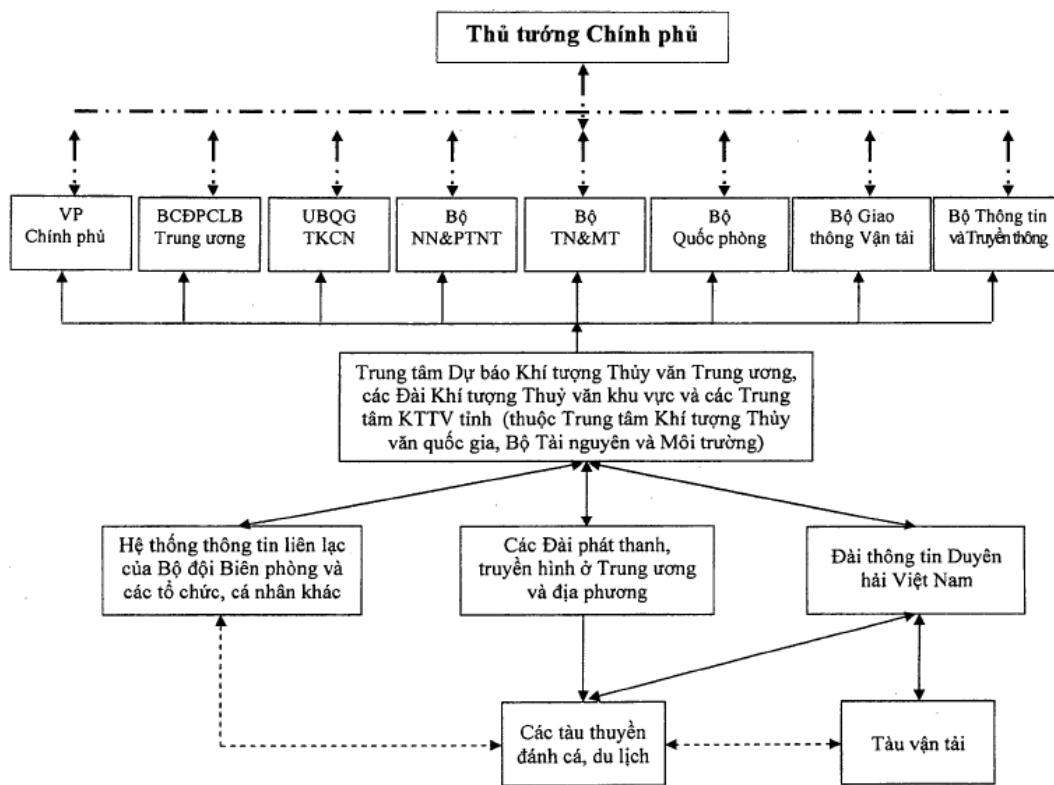 Thủ tướng Chính phủ
VP
Chính phủ
BCĐPCLB
Trung ương
UBQG
TKCN
Bộ
NN&PTNT
Bộ
TN&MT
Bộ
Quốc phòng
Bộ Giao
thông Vận tải
Bộ Thông tin
và Truyền thông
Trung tâm Dự báo Khí tượng Thủy văn Trung ương,
các Đài Khí tượng Thuỷ văn khu vực và các Trung
tâm KTTV tỉnh (thuộc Trung tâm Khí tượng Thủy
văn quốc gia, Bộ Tài nguyên và Môi trường)
Hệ thống thông tin liên lạc
của Bộ đội Biên phòng và
các tổ chức, cá nhân khác
Các Đài phát thanh,
truyền hình ở Trung ương
và địa phương
Đài thông tin Duyên
hải Việt Nam
Các tàu thuyền
đánh cá, du lịch
Tàu vận tải